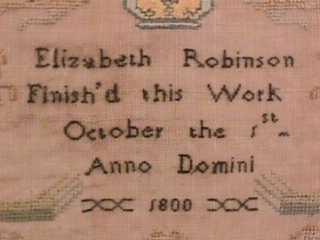 Elizabeth Robinson
Finish'd this Work
October the 1st
Anno Domini
1800